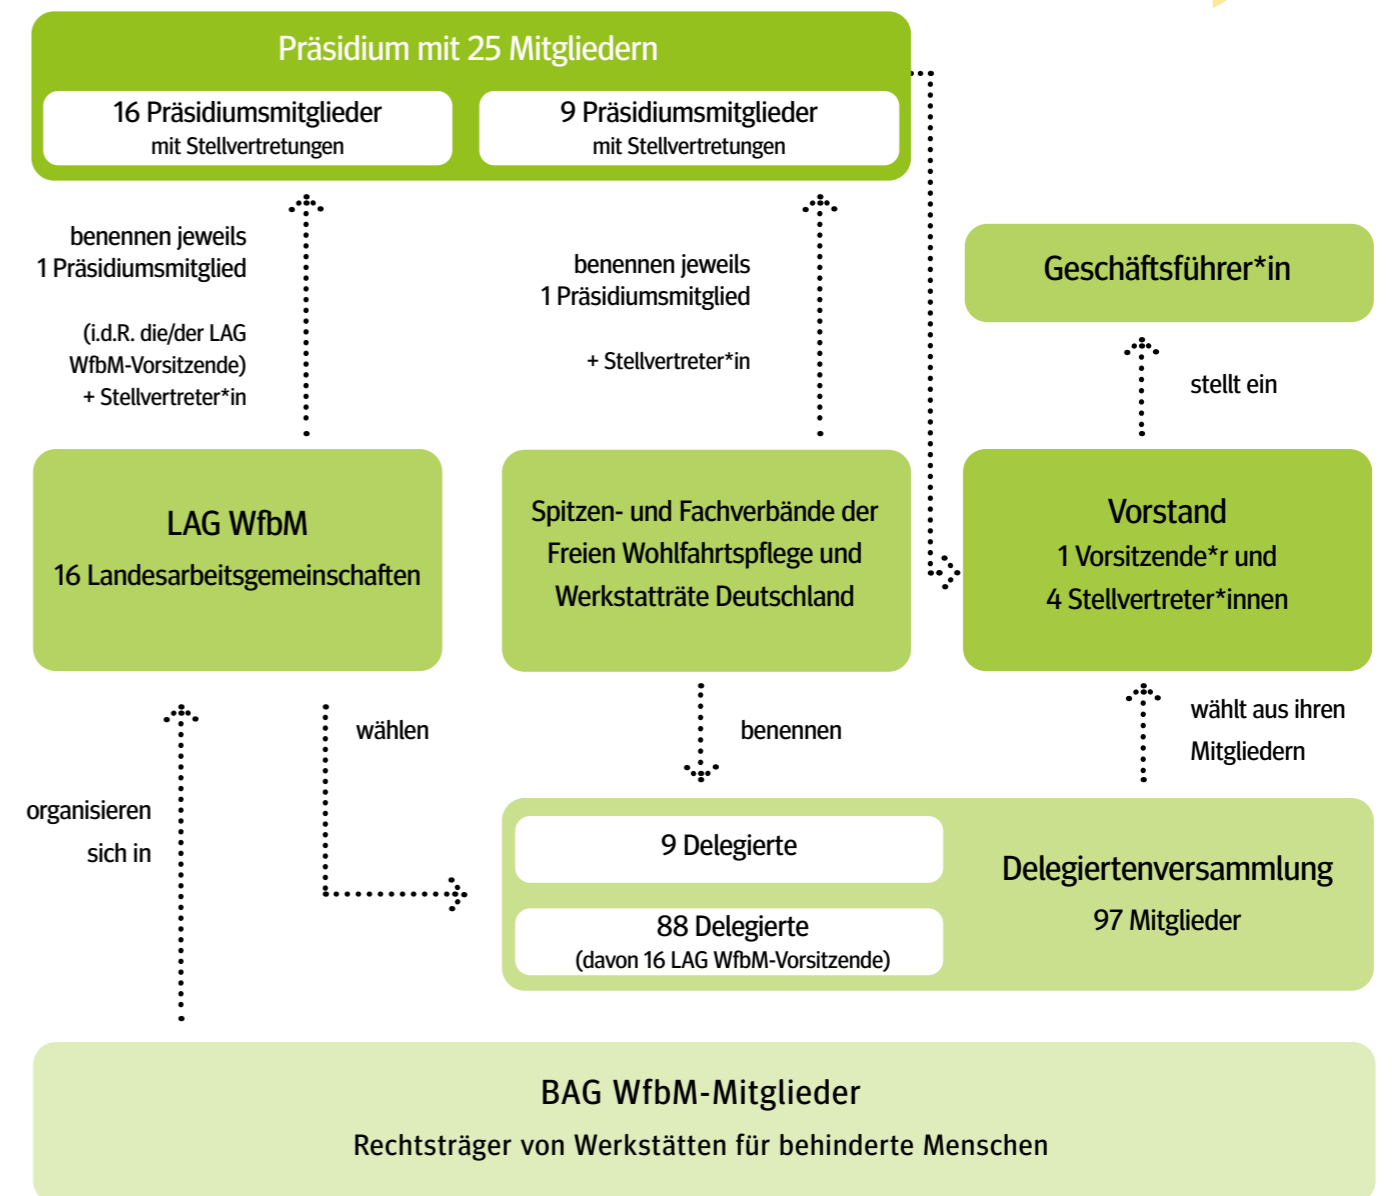 Präsidium mit 25 Mitgliedern
16 Präsidiumsmitglieder
mit Stellvertretungen
9 Präsidiumsmitglieder
mit Stellvertretungen
benennen jeweils
1 Präsidiumsmitglied
(i.d.R. die/der LAG
WfbM-Vorsitzende)
+ Stellvertreter*in
benennen jeweils
1 Präsidiumsmitglied
+ Stellvertreter*in
Geschäftsführer*in
stellt ein
LAG WfbM
16 Landesarbeitsgemeinschaften
Spitzen- und Fachverbände der
Freien Wohlfahrtspflege und
Werkstatträte Deutschland
Vorstand
1 Vorsitzende*r und
4 Stellvertreter*innen
wählen
benennen
wählt aus ihren
Mitgliedern
organisieren
sich in
9 Delegierte
88 Delegierte
(davon 16 LAG WfbM-Vorsitzende)
Delegiertenversammlung
97 Mitglieder
BAG WfbM-Mitglieder
Rechtsträger von Werkstätten für behinderte Menschen